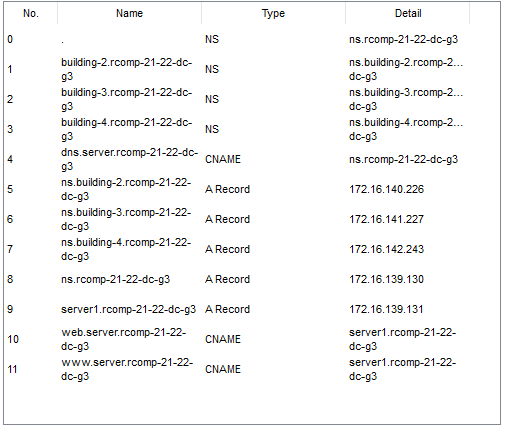 No. Name Type Detail
0 . NS ns.rcomp-21-22-dc-g3
1 building-2.rcomp-21-22-dc-g3 NS ns.building-2.rcomp-2... dc-g3
2 building-3.rcomp-21-22-dc-g3 NS ns.building-3.rcomp-2... dc-g3
3 building-4.rcomp-21-22-dc-g3 NS ns.building-4.rcomp-2... dc-g3
4 dns.server.rcomp-21-22-dc-g3 CNAME ns.rcomp-21-22-dc-g3
5 ns.building-2.rcomp-21-22-dc-g3 A Record 172.16.140.226
6 ns.building-3.rcomp-21-22-dc-g3 A Record 172.16.141.227
7 ns.building-4.rcomp-21-22-dc-g3 A Record 172.16.142.243
8 ns.rcomp-21-22-dc-g3 A Record 172.16.139.130
9 server1.rcomp-21-22-dc-g3 A Record 172.16.139.131
10 web.server.rcomp-21-22-dc-g3 CNAME server1.rcomp-21-22-dc-g3
11 www.server.rcomp-21-22-dc-g3 CNAME server1.rcomp-21-22-dc-g3